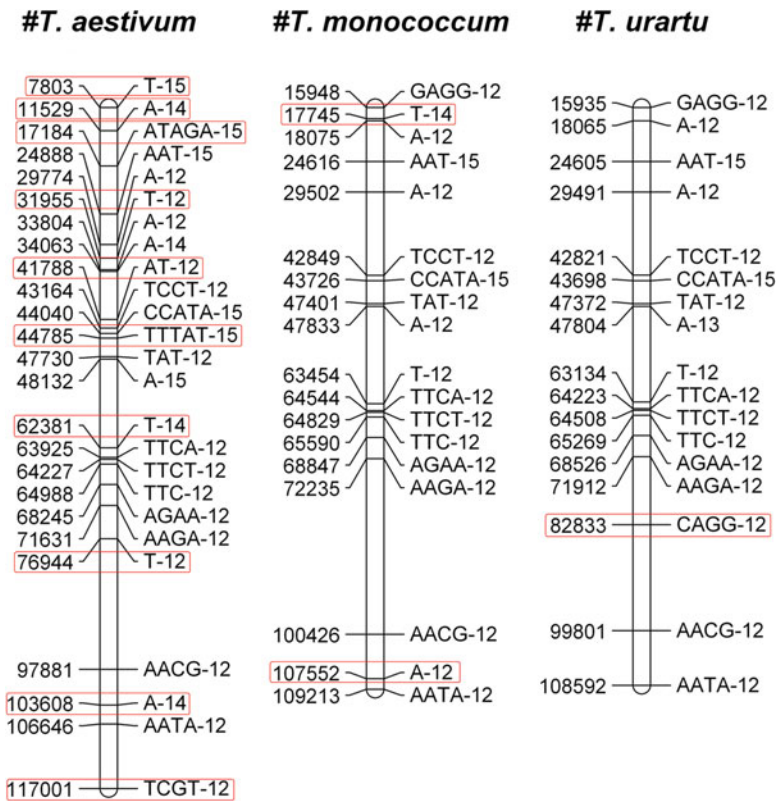 #T. aestivum
7803 T-15
11529 A-14
17184 ATAGA-15
24888 AAT-15
29774 A-12
31955 T-12
33804 A-12
34063 A-14
41788 AT-12
43164 TCCT-12
44040 CCATA-15
44785 TTTAT-15
47730 TAT-12
48132 A-15
62381 T-14
63925 TTCA-12
64227 TTCT-12
64988 TTC-12
68245 AGAA-12
71631 AAGA-12
76944 T-12
97881 AACG-12
103608 A-14
106646 AATA-12
117001 TCGT-12
#T. monococcum
15948 GAGG-12
17745 T-14
18075 A-12
24616 AAT-15
29502 A-12
42849 TCCT-12
43726 CCATA-15
47401 TAT-12
47833 A-12
63454 T-12
64544 TTCA-12
64829 TTCT-12
65590 TTC-12
68847 AGAA-12
72235 AAGA-12
100426 AACG-12
107552 A-12
109213 AATA-12
#T. urartu
15935 GAGG-12
18065 A-12
24605 AAT-15
29491 A-12
42821 TCCT-12
43698 CCATA-15
47372 TAT-12
47804 A-13
63134 T-12
64223 TTCA-12
64508 TTCT-12
65269 TTC-12
68526 AGAA-12
71912 AAGA-12
82833 CAGG-12
99801 AACG-12
108592 AATA-12